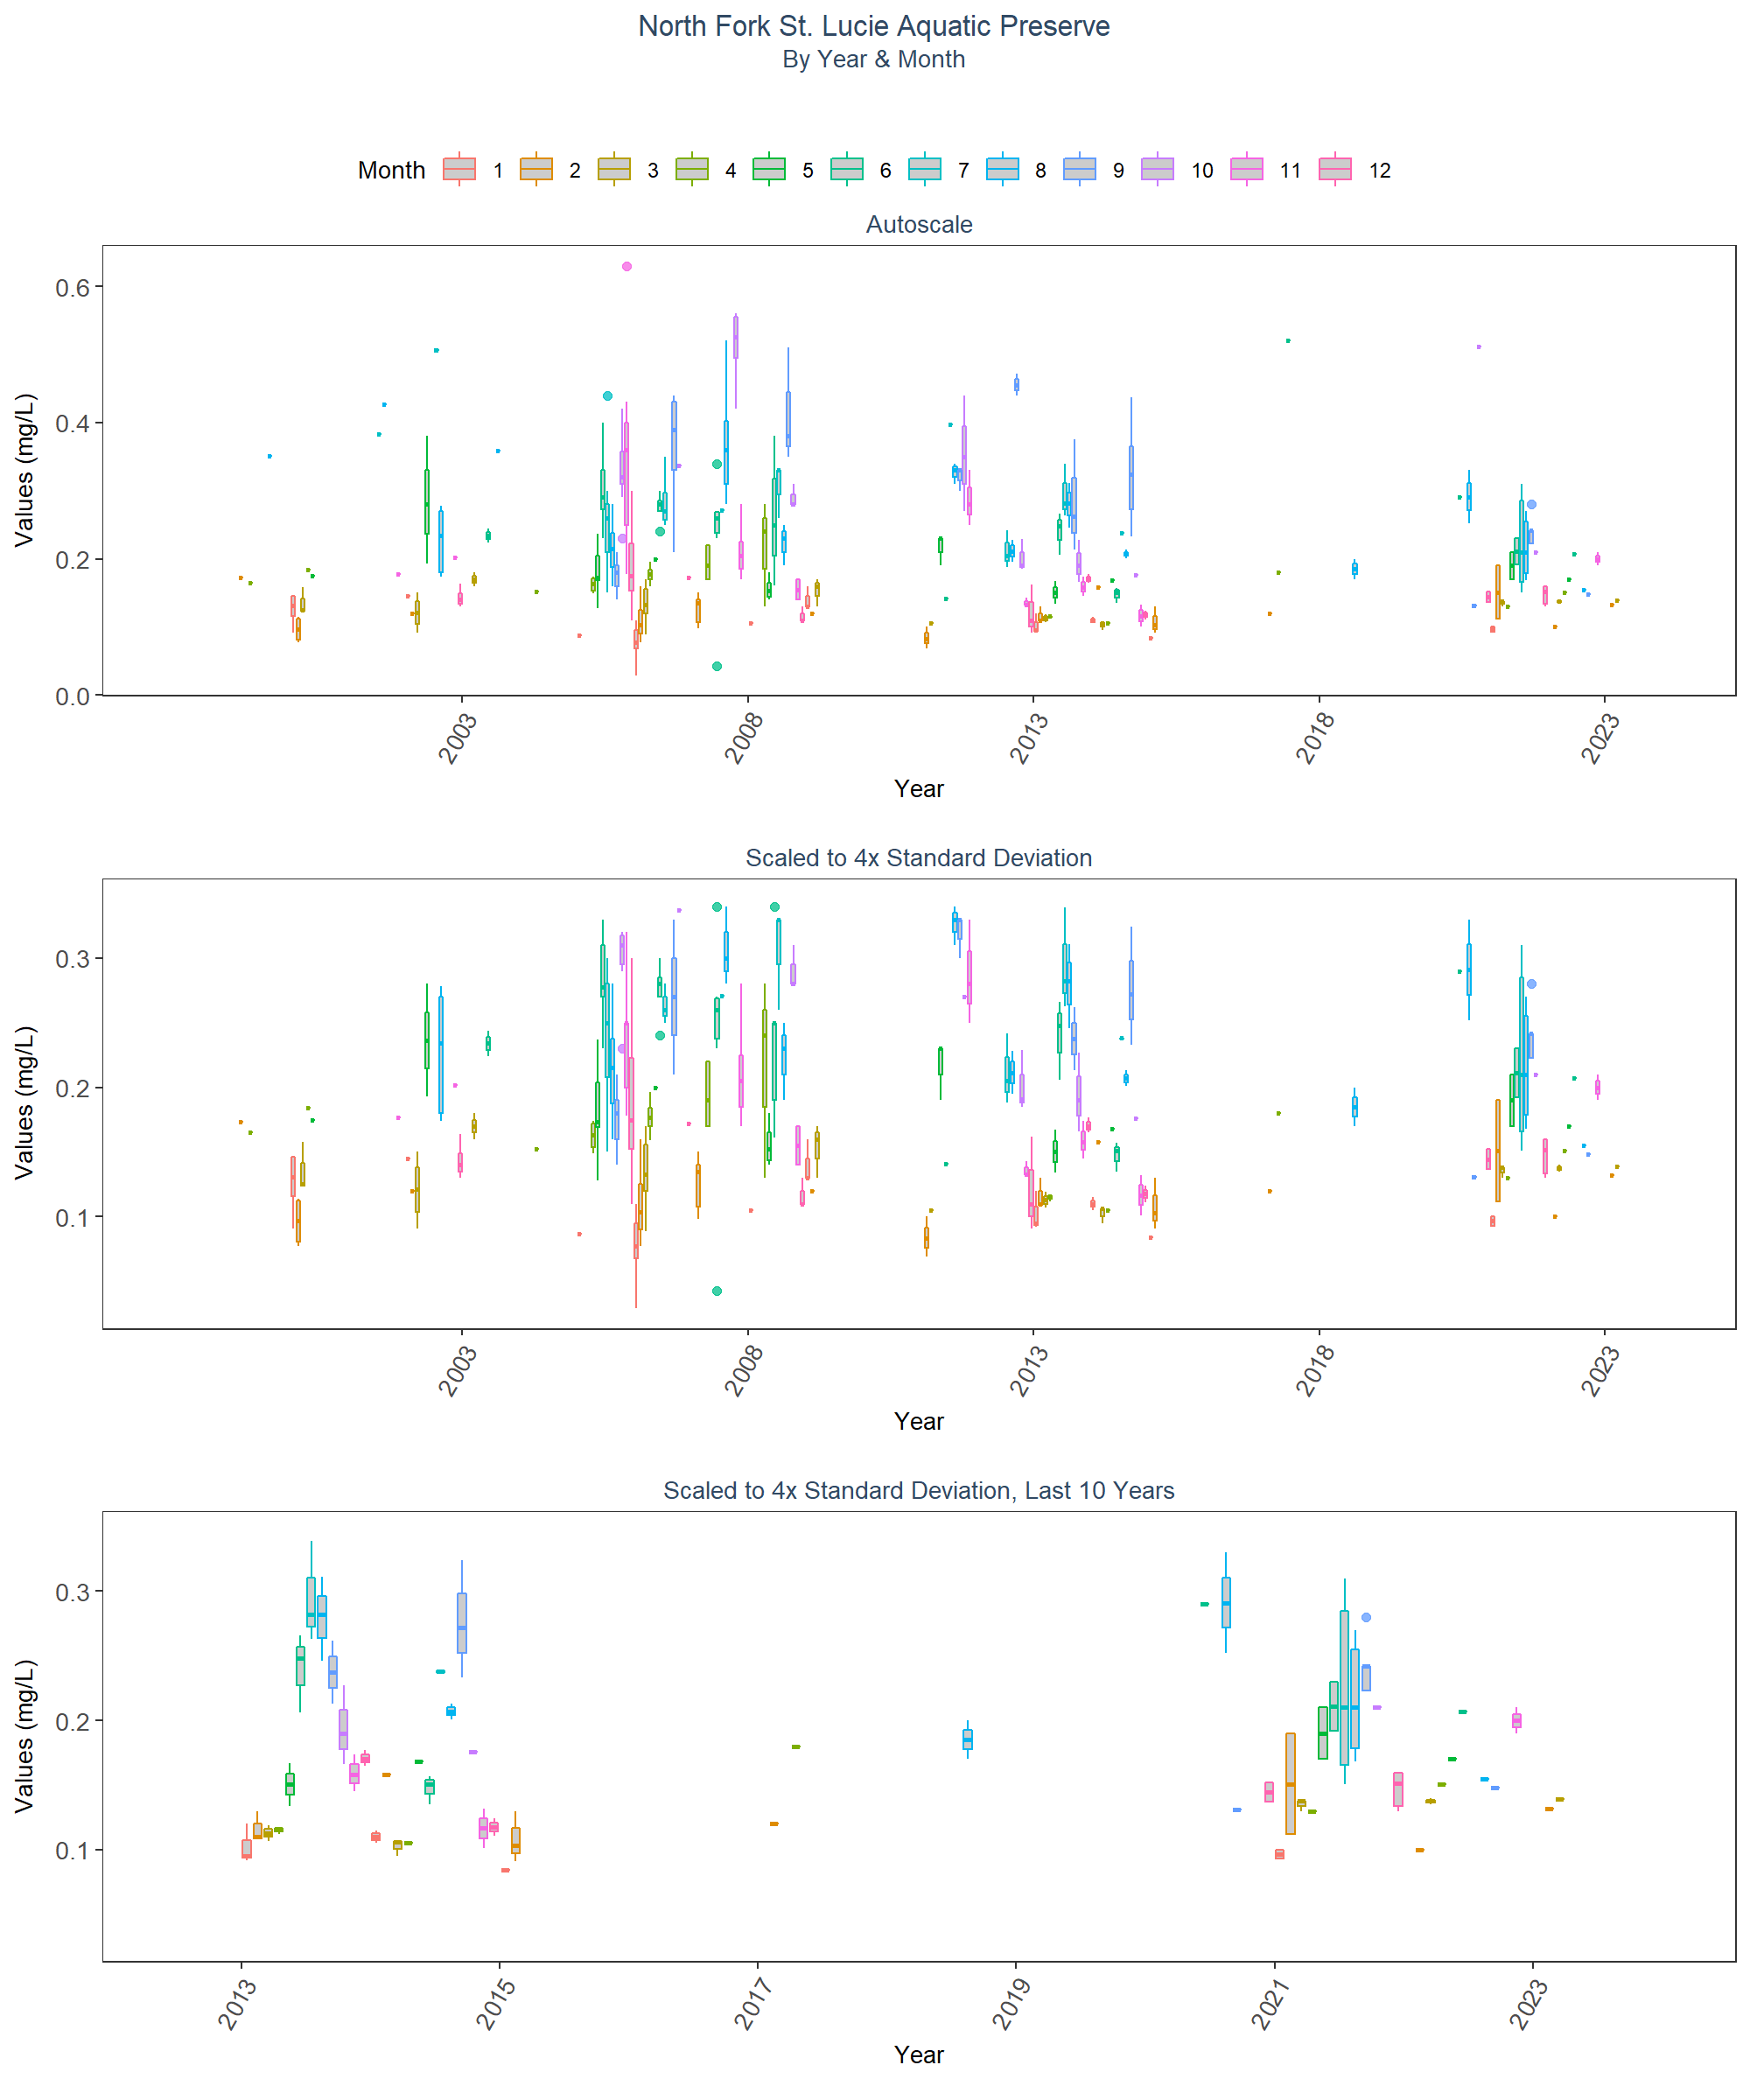 North Fork St. Lucie Aquatic Preserve
By Year & Month
Month 1 2 3 4 5 6 7 8 9 10 11 12
Autoscale
Values (mg/L)
0.6
0.4
0.2
0.0
2003 2008 2013 2018 2023
Year
Scaled to 4x Standard Deviation
Values (mg/L)
0.3
0.2
0.1
2003 2008 2013 2018 2023
Year
Scaled to 4x Standard Deviation, Last 10 Years
Values (mg/L)
0.3
0.2
0.1
2013 2015 2017 2019 2021 2023
Year